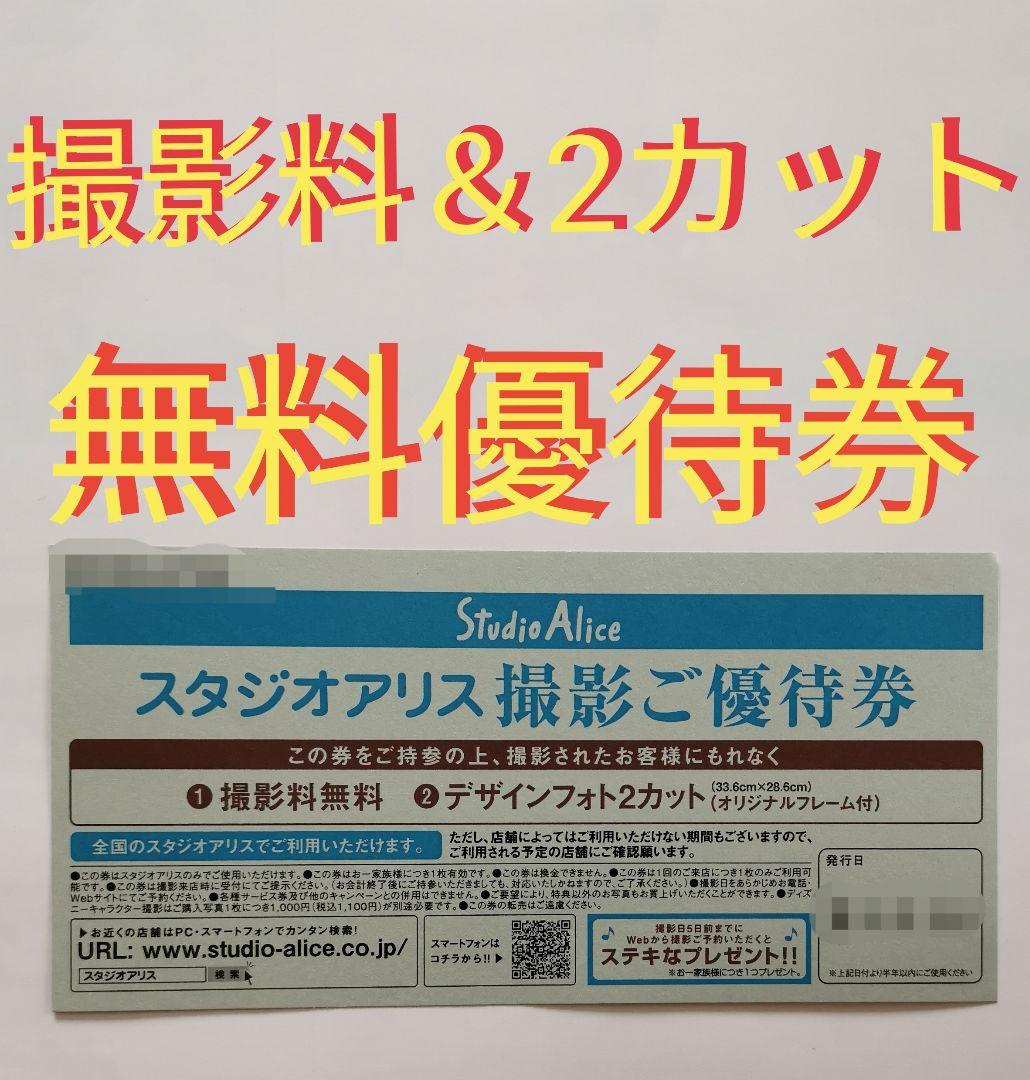 撮影料&2カット
無料優待券
Studio Alice
スタジオアリス 撮影ご優待券
この券をご持参の上、撮影されたお客様にもれなく
❶撮影料無料 ❷デザインフォト2カット(33.6cm×28.6cm)(オリジナルフレーム付)
全国のスタジオアリスでご利用いただけます。
ただし、店舗によってはご利用いただけない期間もございますので、
ご利用される予定の店舗にご確認願います。
●この券はスタジオアリスのみでご使用いただけます。●この券はお一家族様につき1枚有効です。●この券は換金できません。●この券は1回のご来店につき1枚のみご利用可
能です。●この券は撮影来店時に受付にてご提示ください。(お会計終了後にご持参いただきましても、対応いたしかねますので、ご了承ください。)●撮影日をあらかじめお電話・
Webサイトにてご予約ください。●各種サービス券及び他のキャンペーンとの併用はできません。●ご要望により、特典以外のお写真もお買上げいただくことができます。●ディズ
ニーキャラクター撮影はご購入写真1枚につき1,000円(税込1,100円)が別途必要です。●この券の転売はご遠慮ください。
発行日
※上記日付より半年以内にご使用ください
▶お近くの店舗はPC・スマートフォンでカンタン検索!
URL: www.studio-alice.co.jp/
スタジオアリス 検索
スマートフォンは
コチラから!!▶
撮影日5日前までに
Webから撮影ご予約いただくと
ステキなプレゼント!!
※お一家族様につき1つプレゼント。